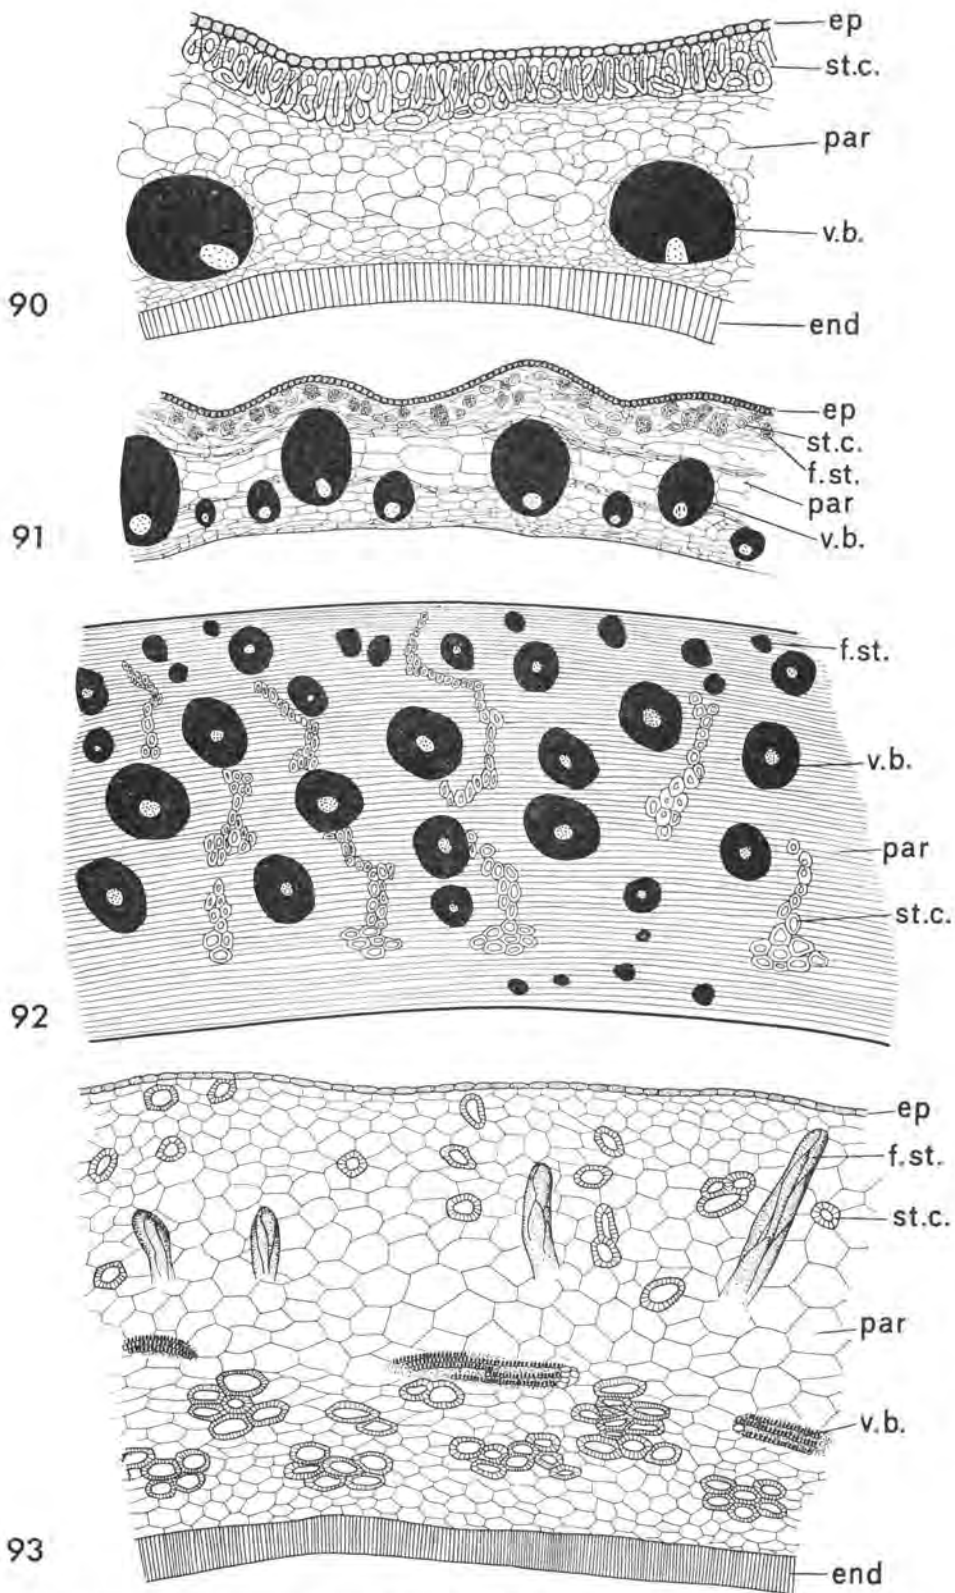 ep
st.c.
par
v.b.
90
end
ep
st.c.
f.st.
par
91
v.b.
f.st.
v.b.
par
st.c.
92
ep
f.st.
st.c.
par
v.b.
93
end